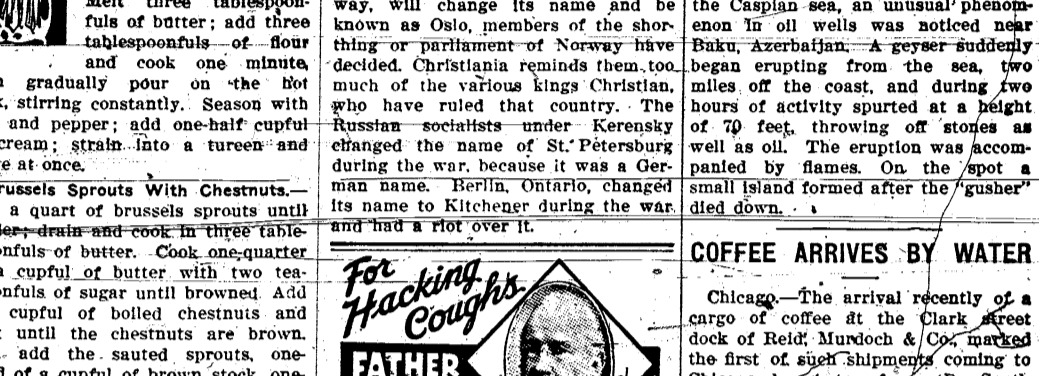 Melt three tablespoon-
fuls of butter; add three
tablespoonfuls of flour
and cook one minute,
gradually pour on the hot
, stirring constantly. Season with
and pepper; add one-half cupful
cream; strain into a tureen and
e at once.
russels Sprouts With Chestnuts.—
a quart of brussels sprouts until
er; drain and cook in three table-
onfuls of butter. Cook one-quarter
cupful of butter with two tea-
onfuls of sugar until browned. Add
cupful of boiled chestnuts and
until the chestnuts are brown.
add the sauted sprouts, one-
of a cupful of brown stock, one-
way, will change its name and be
known as Oslo, members of the shor-
thing or parliament of Norway have
decided. Christiania reminds them too
much of the various kings Christian,
who have ruled that country. The
Russian socialists under Kerensky
changed the name of St. Petersburg
during the war, because it was a Ger-
man name. Berlin, Ontario, changed
its name to Kitchener during the war
and had a riot over it.
For
Hacking
Coughs
FATHER
the Caspian sea, an unusual phenom-
enon in oil wells was noticed near
Baku, Azerbaijan. A geyser suddenly
began erupting from the sea, two
miles off the coast, and during two
hours of activity spurted at a height
of 70 feet, throwing off stones as
well as oil. The eruption was accom-
panied by flames. On the spot a
small island formed after the "gusher"
died down.
COFFEE ARRIVES BY WATER
Chicago.—The arrival recently of a
cargo of coffee at the Clark street
dock of Reid, Murdoch & Co., marked
the first of such shipments coming to